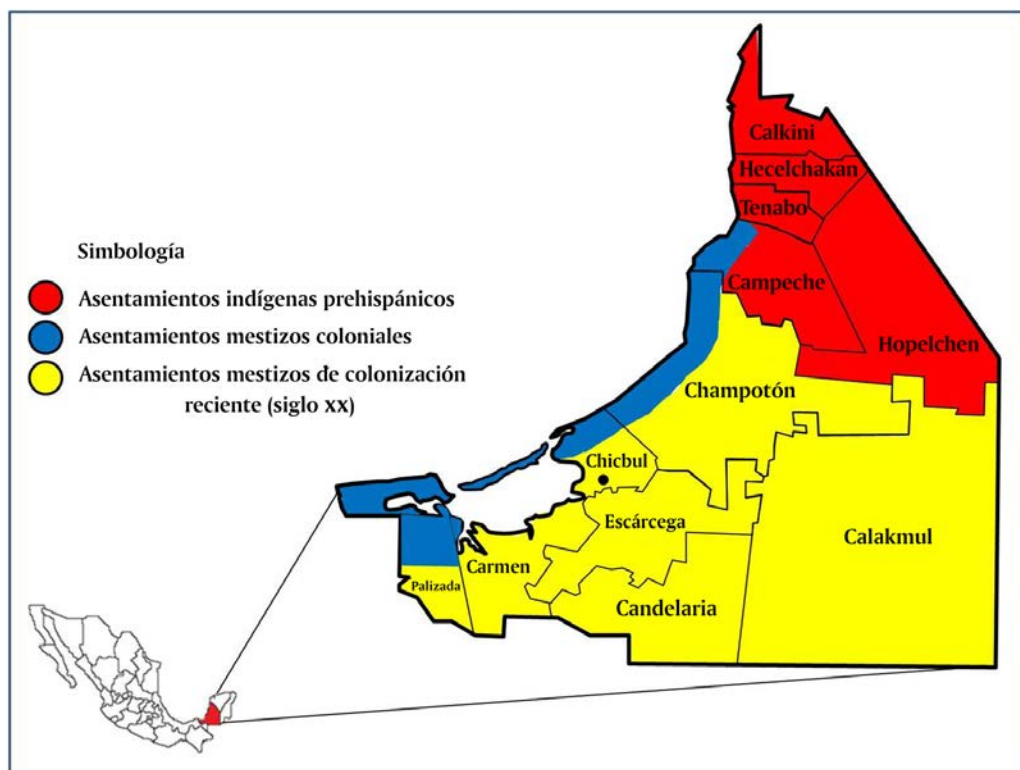 Simbología
Asentamientos indígenas prehispánicos
Asentamientos mestizos coloniales
Asentamientos mestizos de colonización
reciente (siglo XX)
Calkini
Hecelchakan
Tenabo
Campeche
Hopelchen
Champotón
Chicbul
Escárcega
Calakmul
Carmen
Palizada
Candelaria